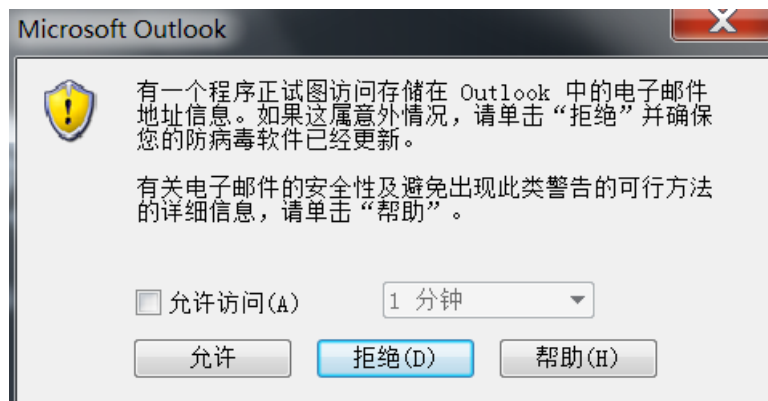 Microsoft Outlook
有一个程序正试图访问存储在 Outlook 中的电子邮件
地址信息。如果这属意外情况，请单击“拒绝”并确保
您的防病毒软件已经更新。
有关电子邮件的安全性及避免出现此类警告的可行方法
的详细信息，请单击“帮助”。
允许访问(A)
1 分钟
允许
拒绝(D)
帮助(H)